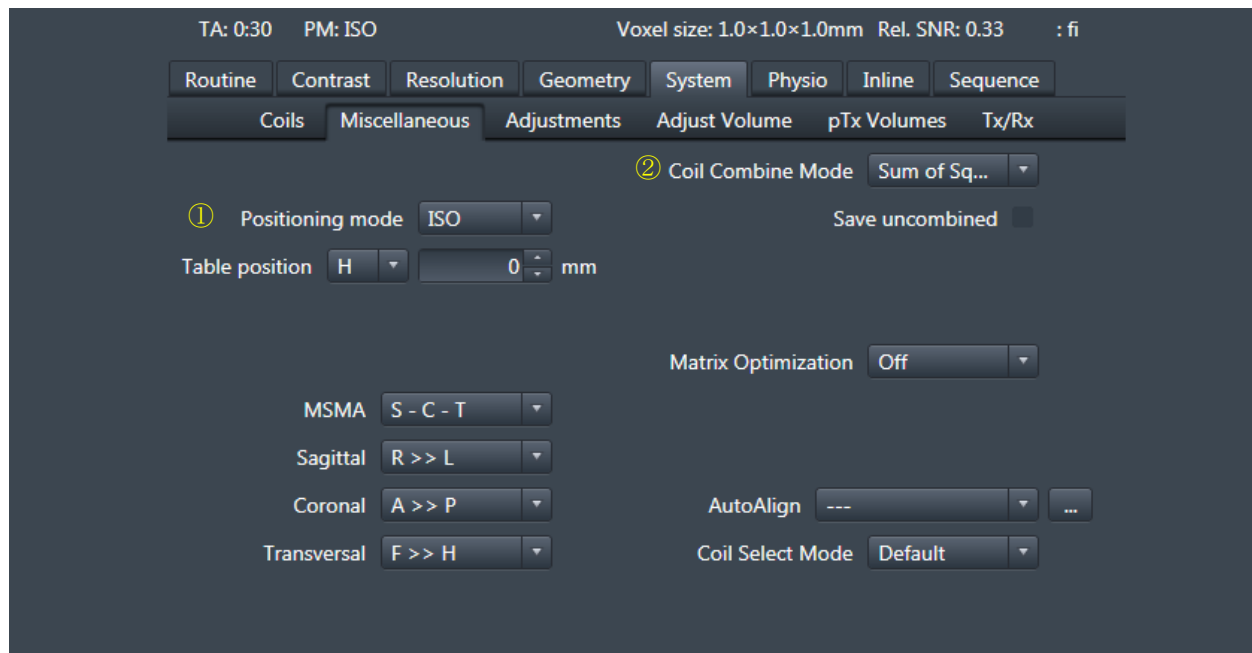 TA: 0:30 PM: ISO Voxel size: 1.0×1.0×1.0mm Rel. SNR: 0.33 : fi
Routine Contrast Resolution Geometry System Physio Inline Sequence
Coils Miscellaneous Adjustments Adjust Volume pTx Volumes Tx/Rx
② Coil Combine Mode Sum of Sq...
① Positioning mode ISO Save uncombined
Table position H 0 mm
Matrix Optimization Off
MSMA S - C - T
Sagittal R >> L
Coronal A >> P AutoAlign --- ...
Transversal F >> H Coil Select Mode Default